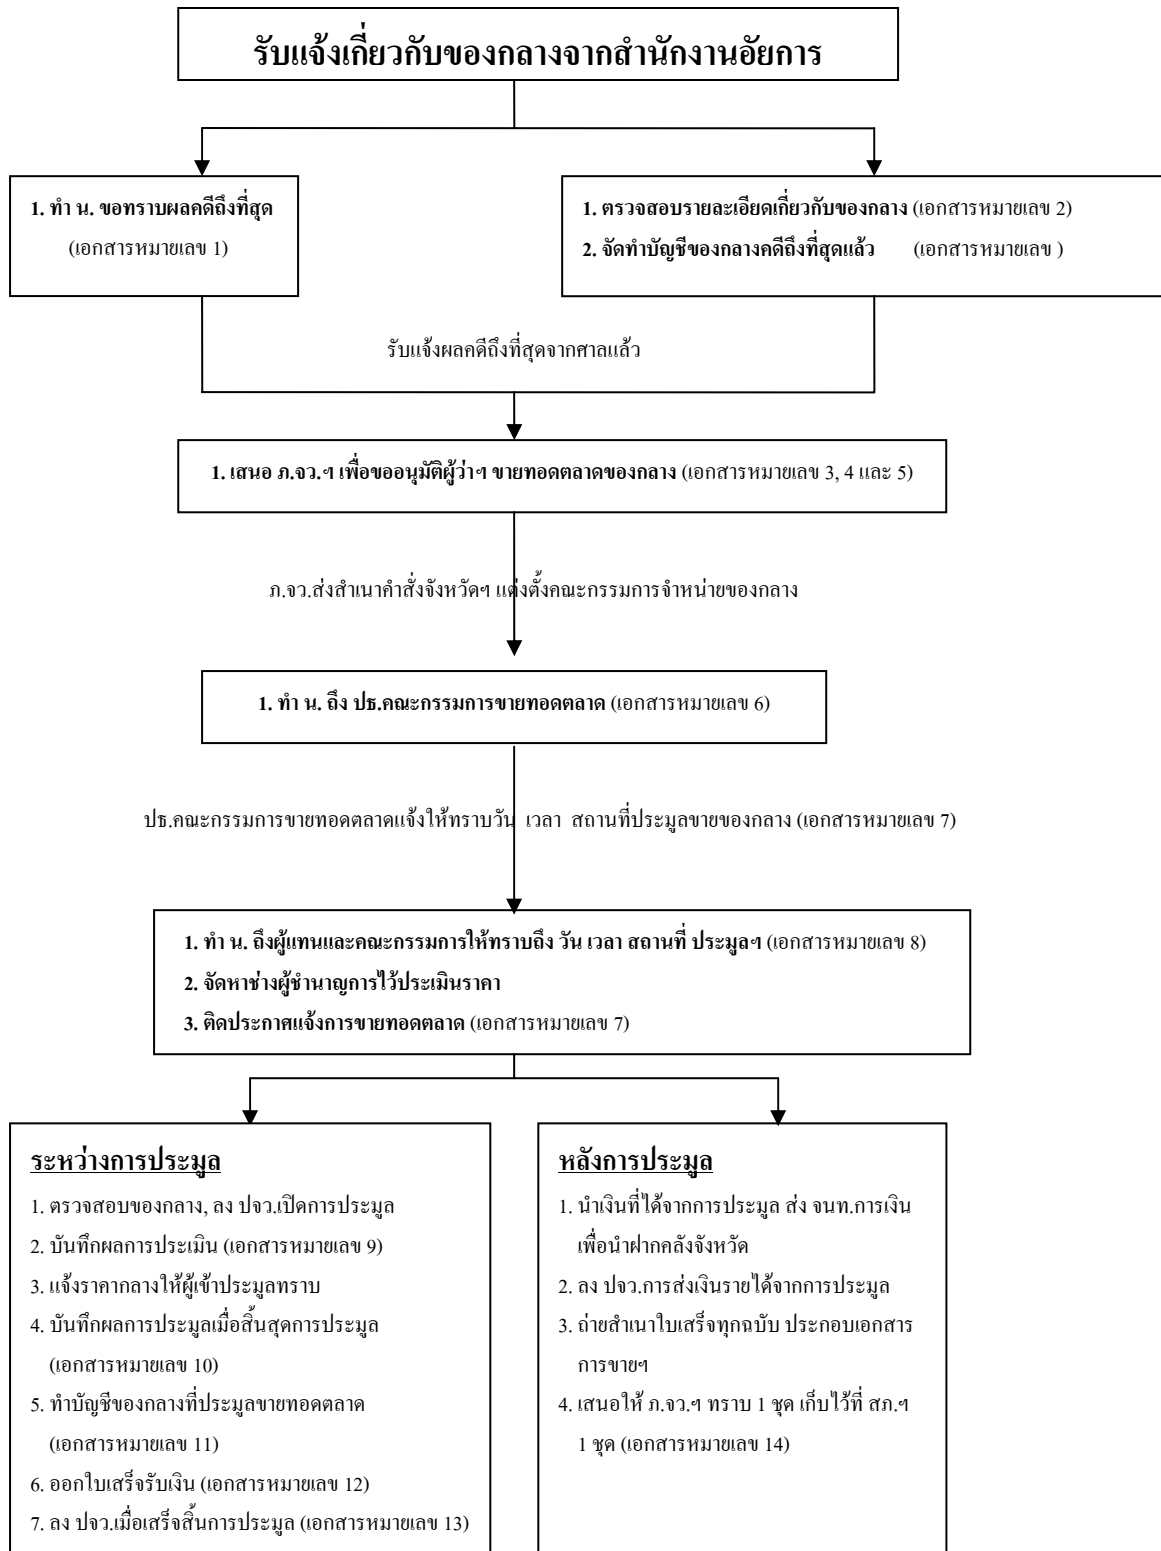 รับแจ้งเกี่ยวกับของกลางจากสำนักงานอัยการ
1. ทำ น. ขอทราบผลคดีถึงที่สุด
(เอกสารหมายเลข 1)
1. ตรวจสอบรายละเอียดเกี่ยวกับของกลาง (เอกสารหมายเลข 2)
2. จัดทำบัญชีของกลางคดีถึงที่สุดแล้ว (เอกสารหมายเลข )
รับแจ้งผลคดีถึงที่สุดจากศาลแล้ว
1. เสนอ ภ.จว.ฯ เพื่อขออนุมัติผู้ว่าฯ ขายทอดตลาดของกลาง (เอกสารหมายเลข 3, 4 และ 5)
ภ.จว.ส่งสำเนาคำสั่งจังหวัดฯ แต่งตั้งคณะกรรมการจำหน่ายของกลาง
1. ทำ น. ถึง ปธ.คณะกรรมการขายทอดตลาด (เอกสารหมายเลข 6)
ปธ.คณะกรรมการขายทอดตลาดแจ้งให้ทราบวัน เวลา สถานที่ประมูลขายของกลาง (เอกสารหมายเลข 7)
1. ทำ น. ถึงผู้แทนและคณะกรรมการให้ทราบถึง วัน เวลา สถานที่ ประมูลฯ (เอกสารหมายเลข 8)
2. จัดหาช่างผู้ชำนาญการไว้ประเมินราคา
3. ติดประกาศแจ้งการขายทอดตลาด (เอกสารหมายเลข 7)
ระหว่างการประมูล
1. ตรวจสอบของกลาง, ลง ปจว.เปิดการประมูล
2. บันทึกผลการประเมิน (เอกสารหมายเลข 9)
3. แจ้งราคากลางให้ผู้เข้าประมูลทราบ
4. บันทึกผลการประมูลเมื่อสิ้นสุดการประมูล
(เอกสารหมายเลข 10)
5. ทำบัญชีของกลางที่ประมูลขายทอดตลาด
(เอกสารหมายเลข 11)
6. ออกใบเสร็จรับเงิน (เอกสารหมายเลข 12)
7. ลง ปจว.เมื่อเสร็จสิ้นการประมูล (เอกสารหมายเลข 13)
หลังการประมูล
1. นำเงินที่ได้จากการประมูล ส่ง จนท.การเงิน
เพื่อนำฝากคลังจังหวัด
2. ลง ปจว.การส่งเงินรายได้จากการประมูล
3. ถ่ายสำเนาใบเสร็จทุกฉบับ ประกอบเอกสาร
การขายฯ
4. เสนอให้ ภ.จว.ฯ ทราบ 1 ชุด เก็บไว้ที่ สภ.ฯ
1 ชุด (เอกสารหมายเลข 14)